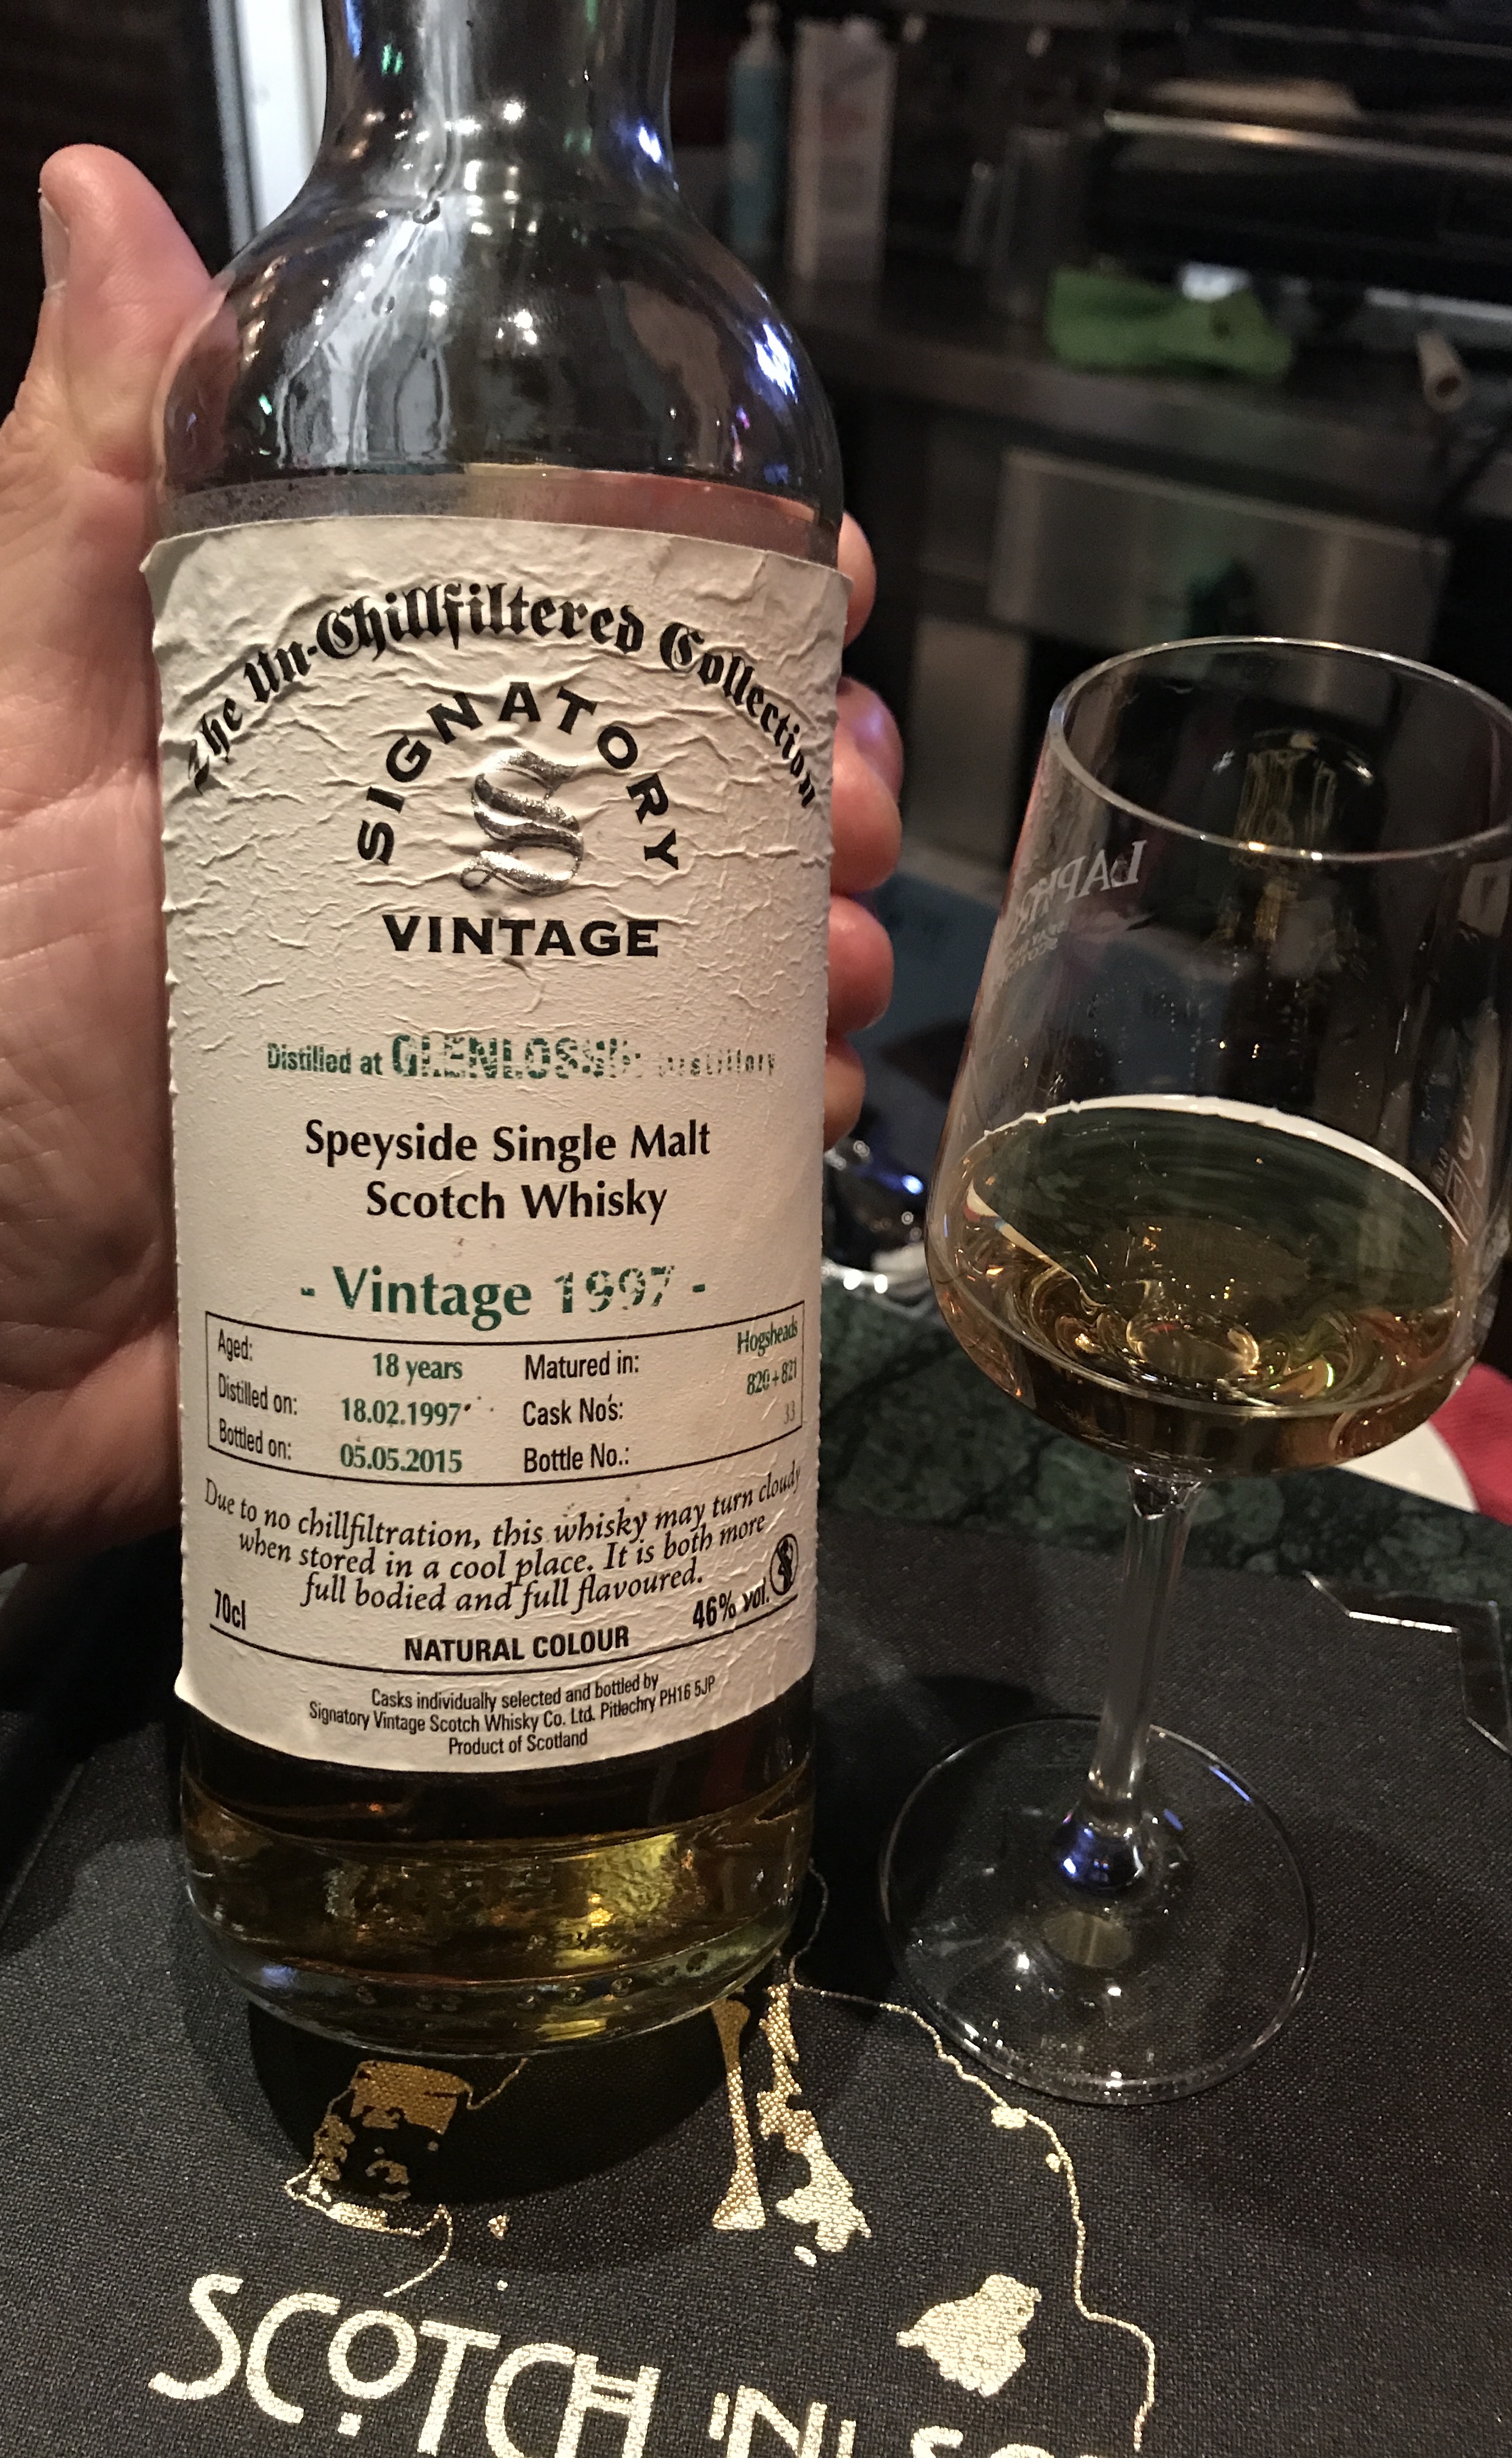 The Un-Chillfiltered Collection
SIGNATORY
S
VINTAGE
Distilled at GLENLOSSIE Distillery
Speyside Single Malt
Scotch Whisky
- Vintage 1997 -
Aged: 18 years Matured in: Hogsheads
Distilled on: 18.02.1997 Cask No's: 820+821
Bottled on: 05.05.2015 Bottle No.: 33
Due to no chillfiltration, this whisky may turn cloudy
when stored in a cool place. It is both more
full bodied and full flavoured.
70cl 46% vol.
NATURAL COLOUR
Casks individually selected and bottled by
Signatory Vintage Scotch Whisky Co. Ltd. Pitlochry PH16 5JP
Product of Scotland
LAPHR
SCOTCH 'N'